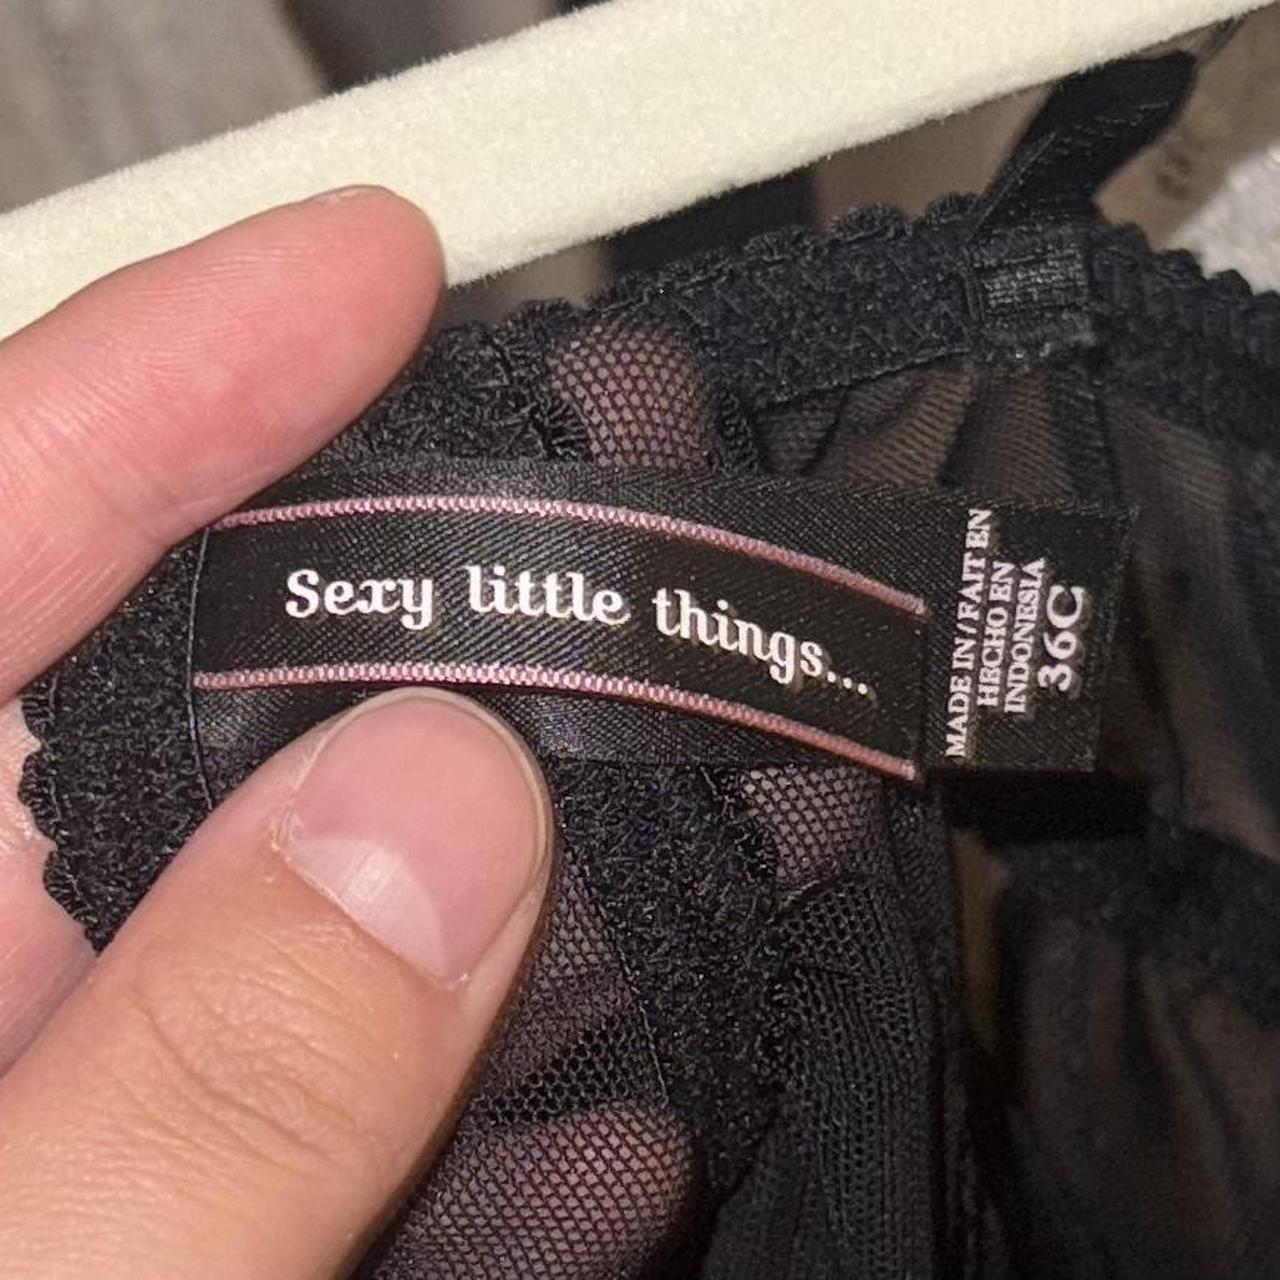 Sexy little things...
MADE IN / FAIT EN
HECHO EN
INDONESIA
36C